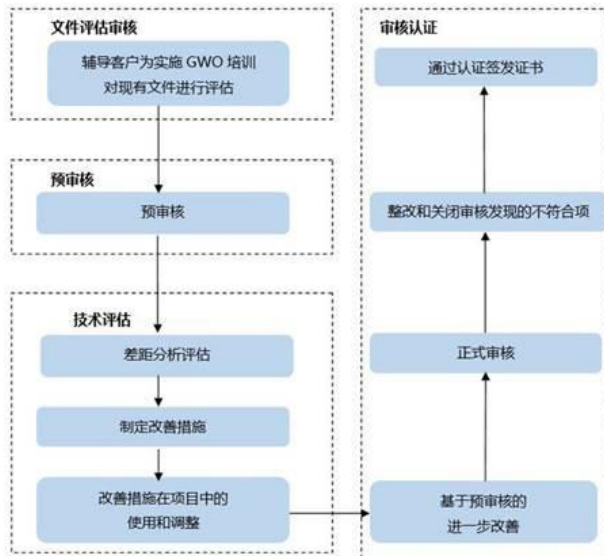 文件评估审核
辅导客户为实施 GWO 培训
对现有文件进行评估
预审核
预审核
技术评估
差距分析评估
制定改善措施
改善措施在项目中的
使用和调整
审核认证
通过认证签发证书
整改和关闭审核发现的不符合项
正式审核
基于预审核的
进一步改善